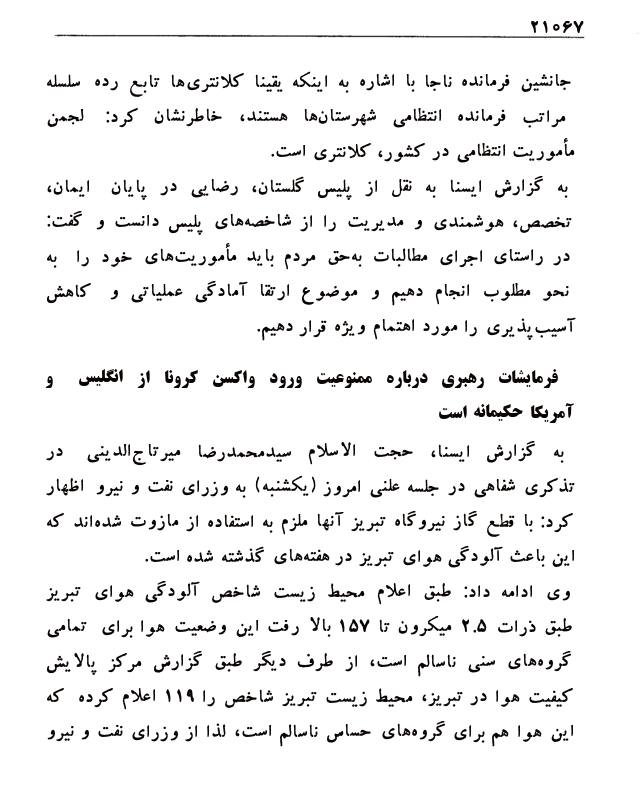 ۲۱۰۶۷
جانشین فرمانده ناجا با اشاره به اینکه یقینا کلانتری‌ها تابع رده سلسله
مراتب فرمانده انتظامی شهرستان‌ها هستند، خاطرنشان کرد: لجمن
مأموریت انتظامی در کشور، کلانتری است.
به گزارش ایسنا به نقل از پلیس گلستان، رضایی در پایان ایمان،
تخصص، هوشمندی و مدیریت را از شاخصه‌های پلیس دانست و گفت:
در راستای اجرای مطالبات به‌حق مردم باید مأموریت‌های خود را به
نحو مطلوب انجام دهیم و موضوع ارتقا آمادگی عملیاتی و کاهش
آسیب‌پذیری را مورد اهتمام ویژه قرار دهیم.
فرمایشات رهبری درباره ممنوعیت ورود واکسن کرونا از انگلیس و
آمریکا حکیمانه است
به گزارش ایسنا، حجت الاسلام سیدمحمدرضا میرتاج‌الدینی در
تذکری شفاهی در جلسه علنی امروز (یکشنبه) به وزرای نفت و نیرو اظهار
کرد: با قطع گاز نیروگاه تبریز آنها ملزم به استفاده از مازوت شده‌اند که
این باعث آلودگی هوای تبریز در هفته‌های گذشته شده است.
وی ادامه داد: طبق اعلام محیط زیست شاخص آلودگی هوای تبریز
طبق ذرات ۲.۵ میکرون تا ۱۵۷ بالا رفت این وضعیت هوا برای تمامی
گروه‌های سنی ناسالم است، از طرف دیگر طبق گزارش مرکز پالایش
کیفیت هوا در تبریز، محیط زیست تبریز شاخص را ۱۱۹ اعلام کرده که
این هوا هم برای گروه‌های حساس ناسالم است، لذا از وزرای نفت و نیرو